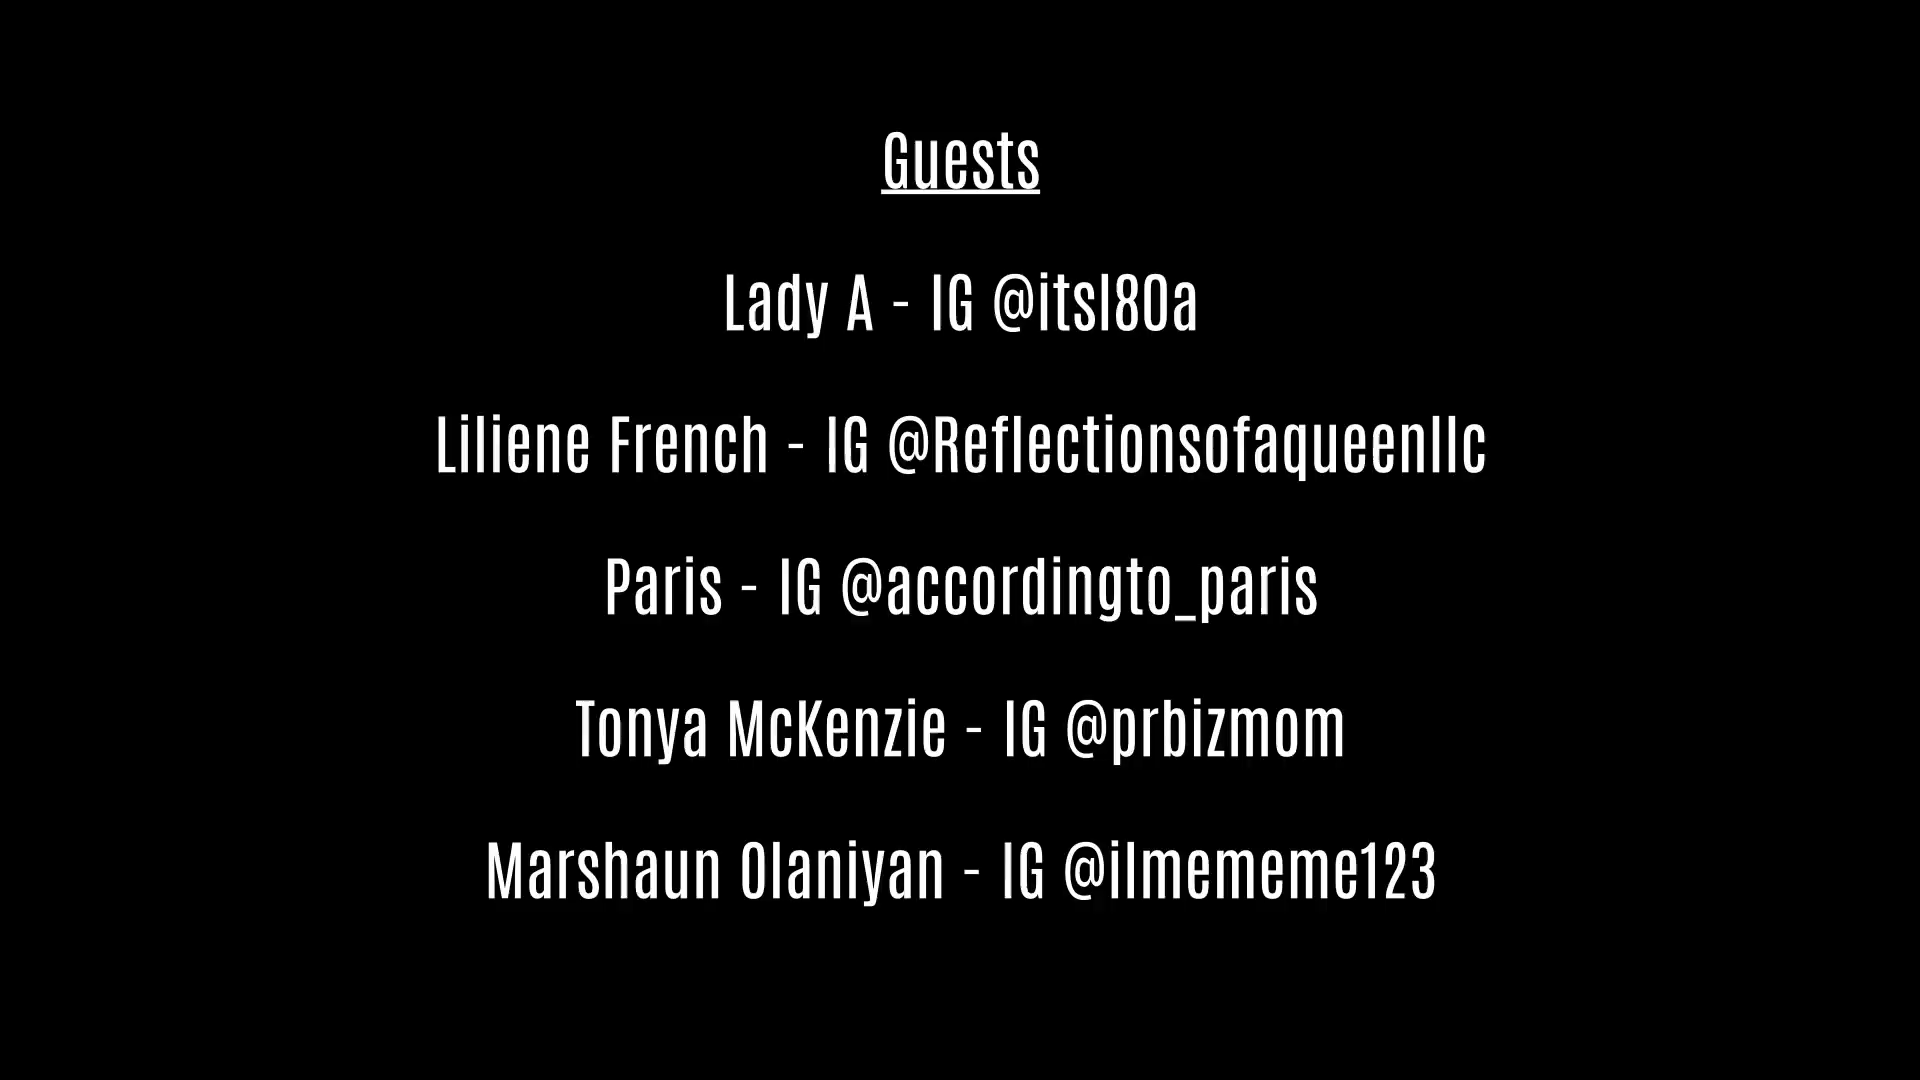 Guests
Lady A - IG @itsl80a
Liliene French - IG @Reflectionsofaqueenllc
Paris - IG @accordingto_paris
Tonya McKenzie - IG @prbizmom
Marshaun Olaniyan - IG @ilmememe123